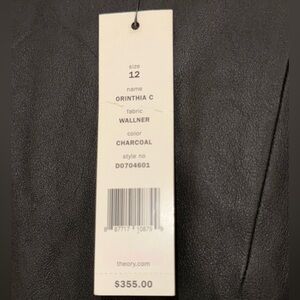 size
12
name
ORINTHIA C
fabric
WALLNER
color
CHARCOAL
style no
D0704601
theory.com
$355.00